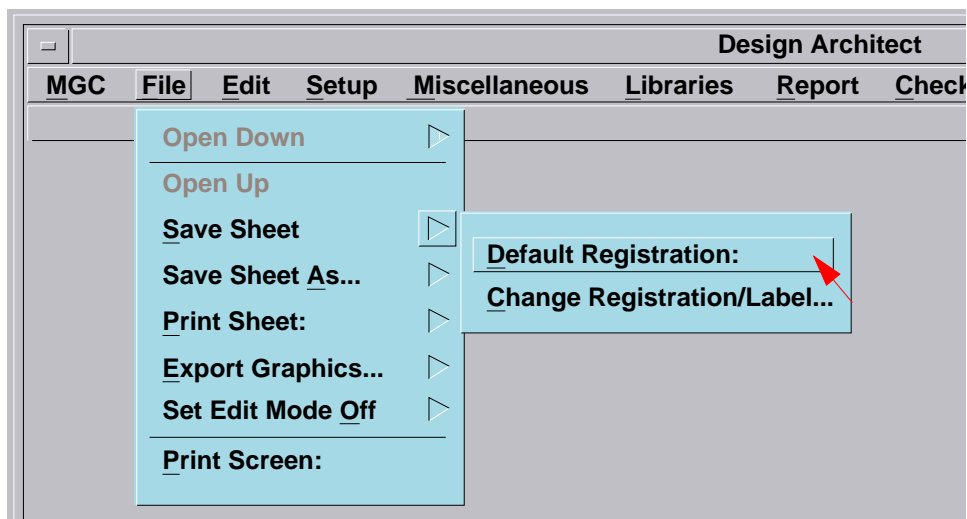 Design Architect
MGC File Edit Setup Miscellaneous Libraries Report Check
Open Down
Open Up
Save Sheet
Save Sheet As...
Print Sheet:
Export Graphics...
Set Edit Mode Off
Print Screen:
Default Registration:
Change Registration/Label...